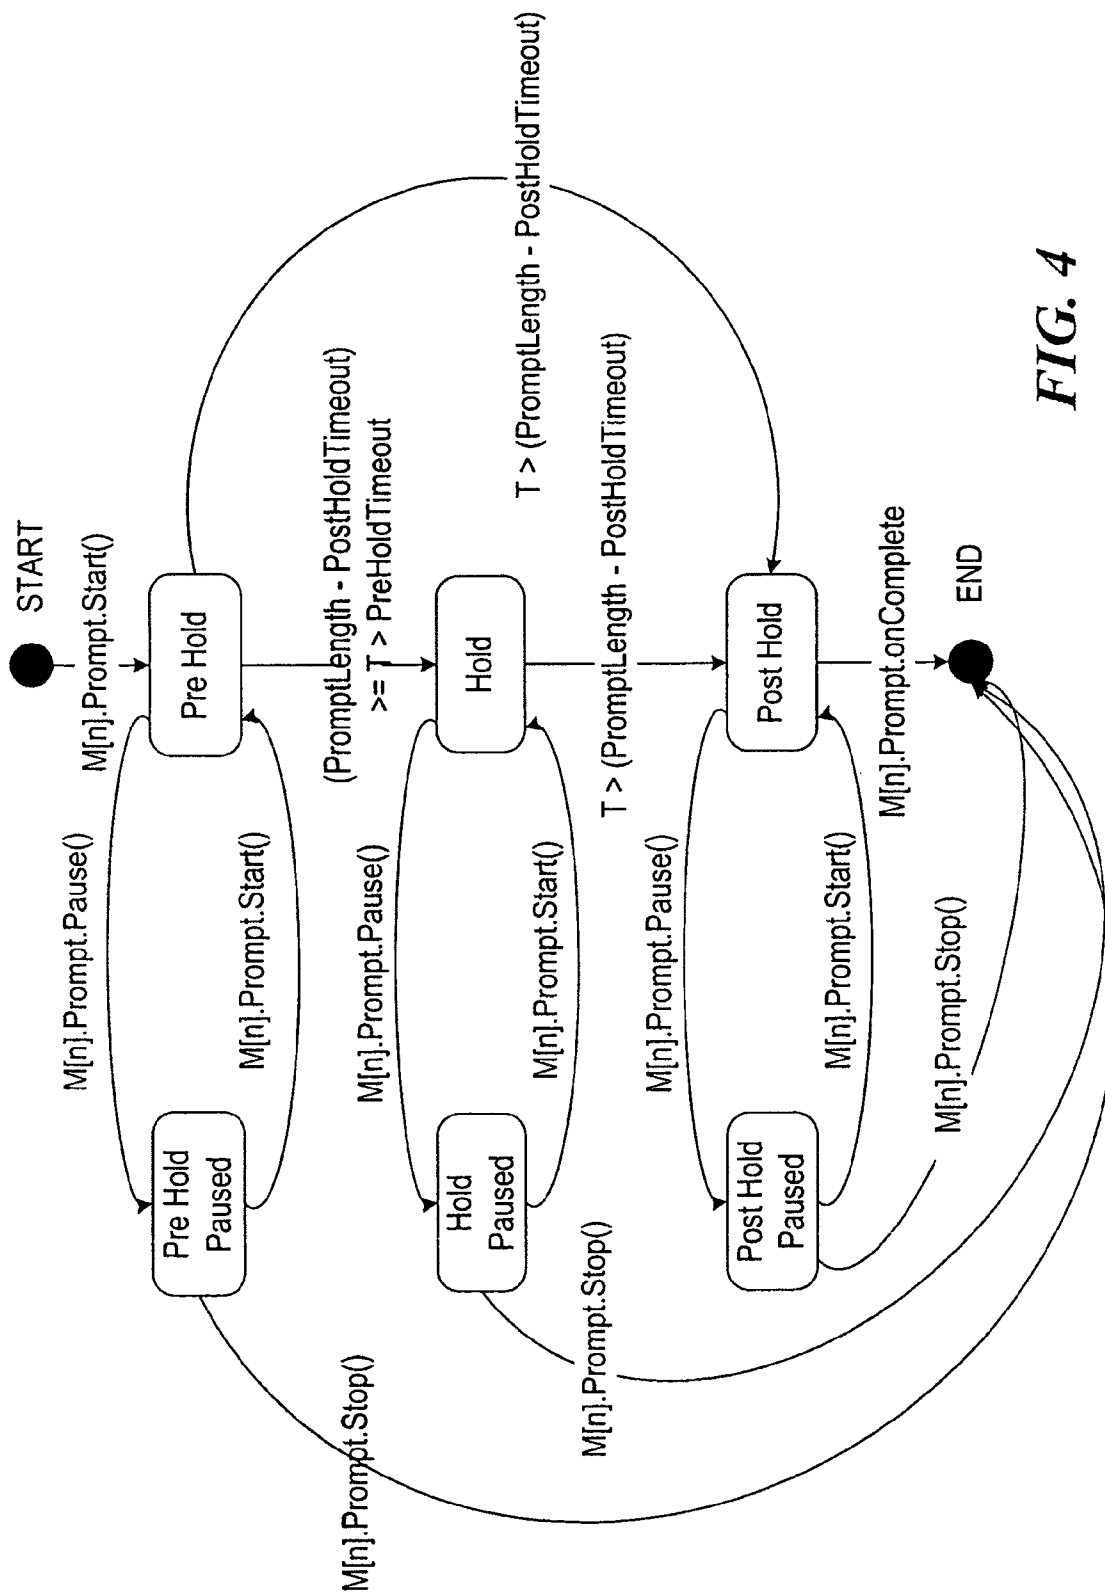 START
M[n].Prompt.Start()
Pre Hold
M[n].Prompt.Pause()
M[n].Prompt.Start()
Pre Hold
Paused
M[n].Prompt.Stop()
(PromptLength - PostHoldTimeout)
>= T > PreHoldTimeout
T > (PromptLength - PostHoldTimeout)
Hold
M[n].Prompt.Pause()
M[n].Prompt.Start()
Hold
Paused
M[n].Prompt.Stop()
T > (PromptLength - PostHoldTimeout)
Post Hold
M[n].Prompt.Pause()
M[n].Prompt.Start()
Post Hold
Paused
M[n].Prompt.Stop()
M[n].Prompt.onComplete
END
FIG. 4